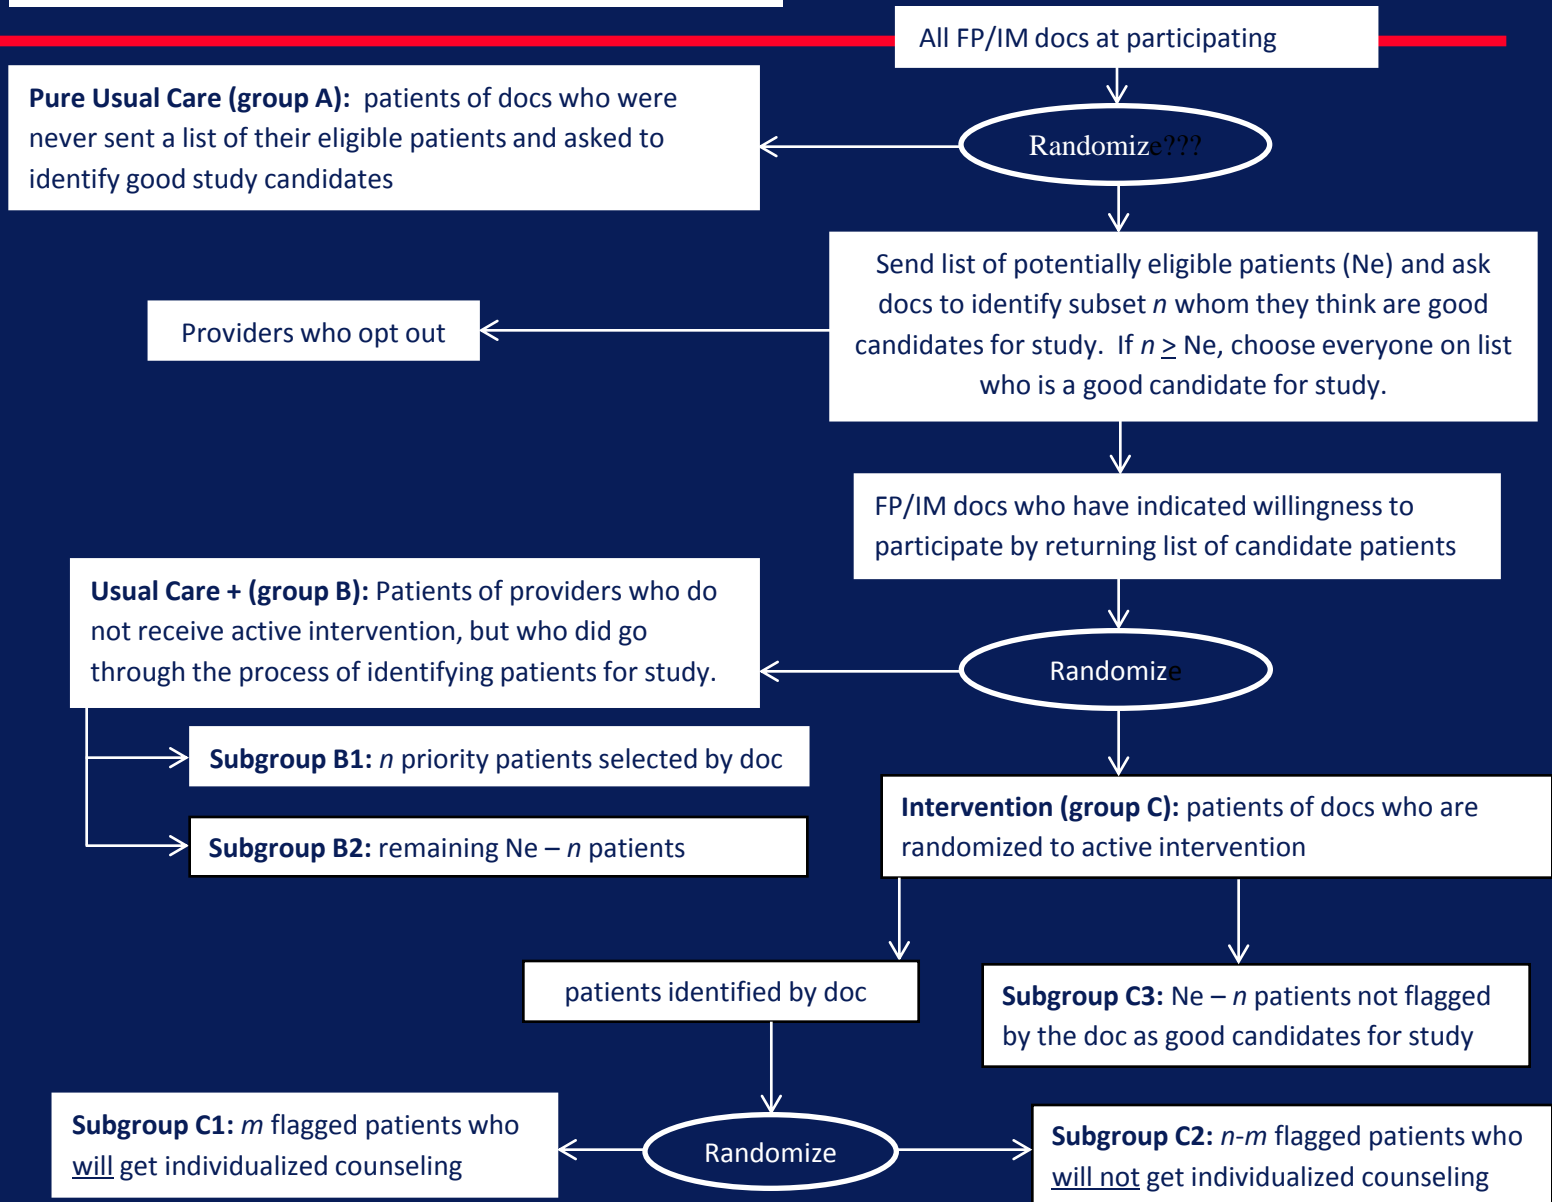 All FP/IM docs at participating
Pure Usual Care (group A): patients of docs who were
never sent a list of their eligible patients and asked to
identify good study candidates
Randomize???
Send list of potentially eligible patients (Ne) and ask
docs to identify subset n whom they think are good
candidates for study. If n ≥ Ne, choose everyone on list
who is a good candidate for study.
Providers who opt out
FP/IM docs who have indicated willingness to
participate by returning list of candidate patients
Usual Care + (group B): Patients of providers who do
not receive active intervention, but who did go
through the process of identifying patients for study.
Randomize
Subgroup B1: n priority patients selected by doc
Subgroup B2: remaining Ne – n patients
Intervention (group C): patients of docs who are
randomized to active intervention
patients identified by doc
Subgroup C3: Ne – n patients not flagged
by the doc as good candidates for study
Subgroup C1: m flagged patients who
will get individualized counseling
Randomize
Subgroup C2: n-m flagged patients who
will not get individualized counseling